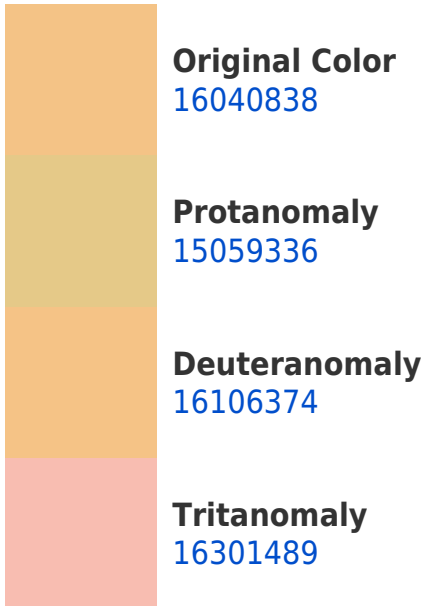 Original Color
16040838
Protanomaly
15059336
Deuteranomaly
16106374
Tritanomaly
16301489